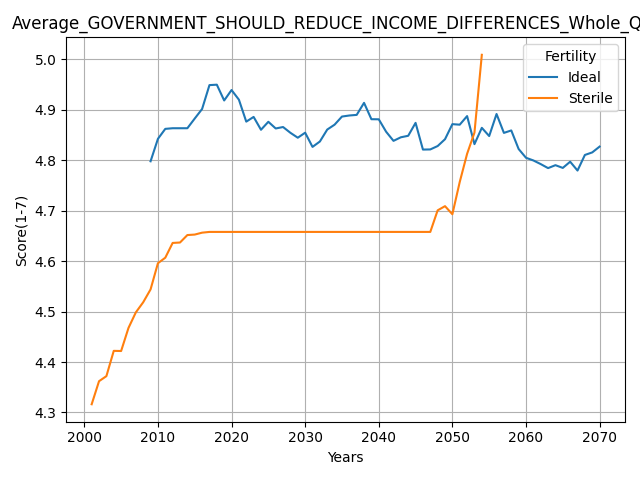 Average_GOVERNMENT_SHOULD_REDUCE_INCOME_DIFFERENCES_Whole_Q
5.0
4.9
4.8
4.7
4.6
4.5
4.4
4.3
Score(1-7)
Fertility
Ideal
Sterile
2000 2010 2020 2030 2040 2050 2060 2070
Years